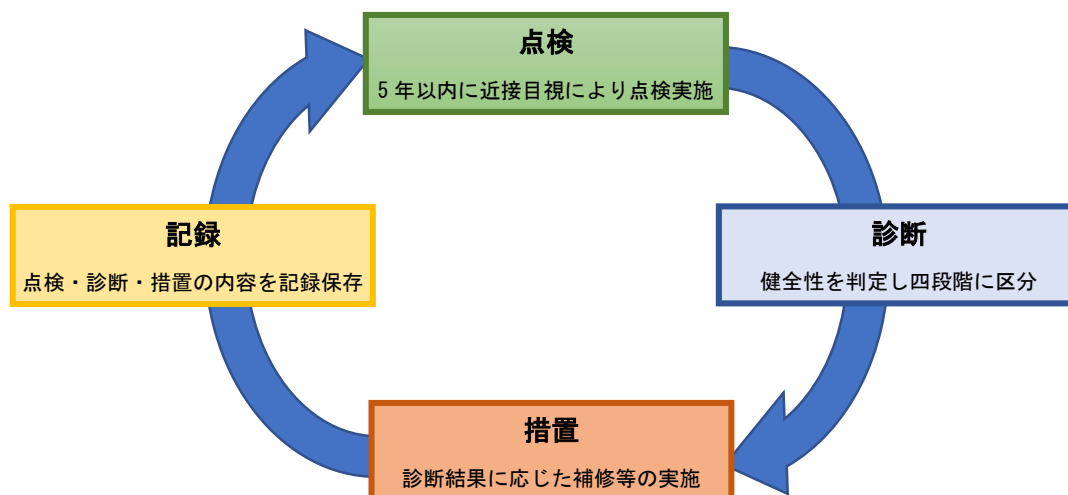 点検
5年以内に近接目視により点検実施
記録
点検・診断・措置の内容を記録保存
診断
健全性を判定し四段階に区分
措置
診断結果に応じた補修等の実施